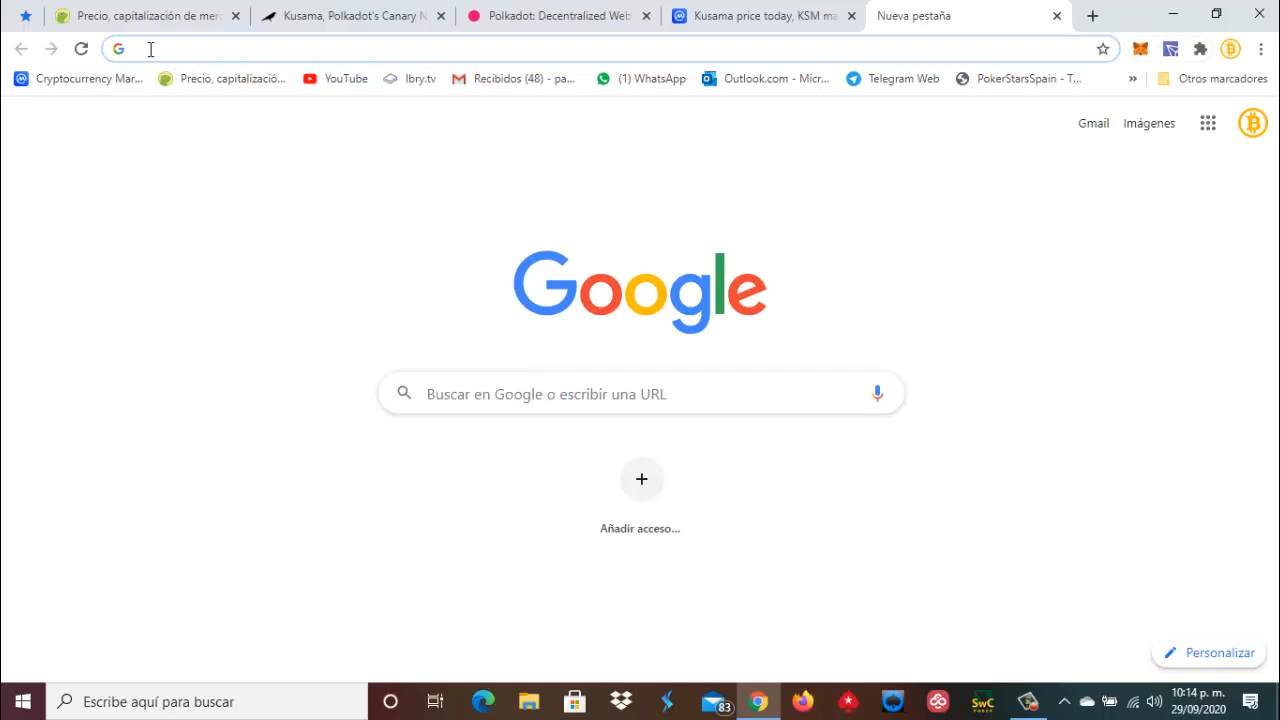 Precio, capitalización de merc
Kusama, Polkadot's Canary N
Polkadot: Decentralized Web
Kusama price today, KSM ma
Nueva pestaña
Cryptocurrency Mar...
Precio, capitalizació...
YouTube
lbry.tv
Recibidos (48) - pa...
(1) WhatsApp
Outlook.com - Micr...
Telegram Web
PokerStarsSpain - T...
»
Otros marcadores
Gmail
Imágenes
Google
Buscar en Google o escribir una URL
Añadir acceso...
Personalizar
Escribe aquí para buscar
83
SwC
10:14 p. m.
29/09/2020